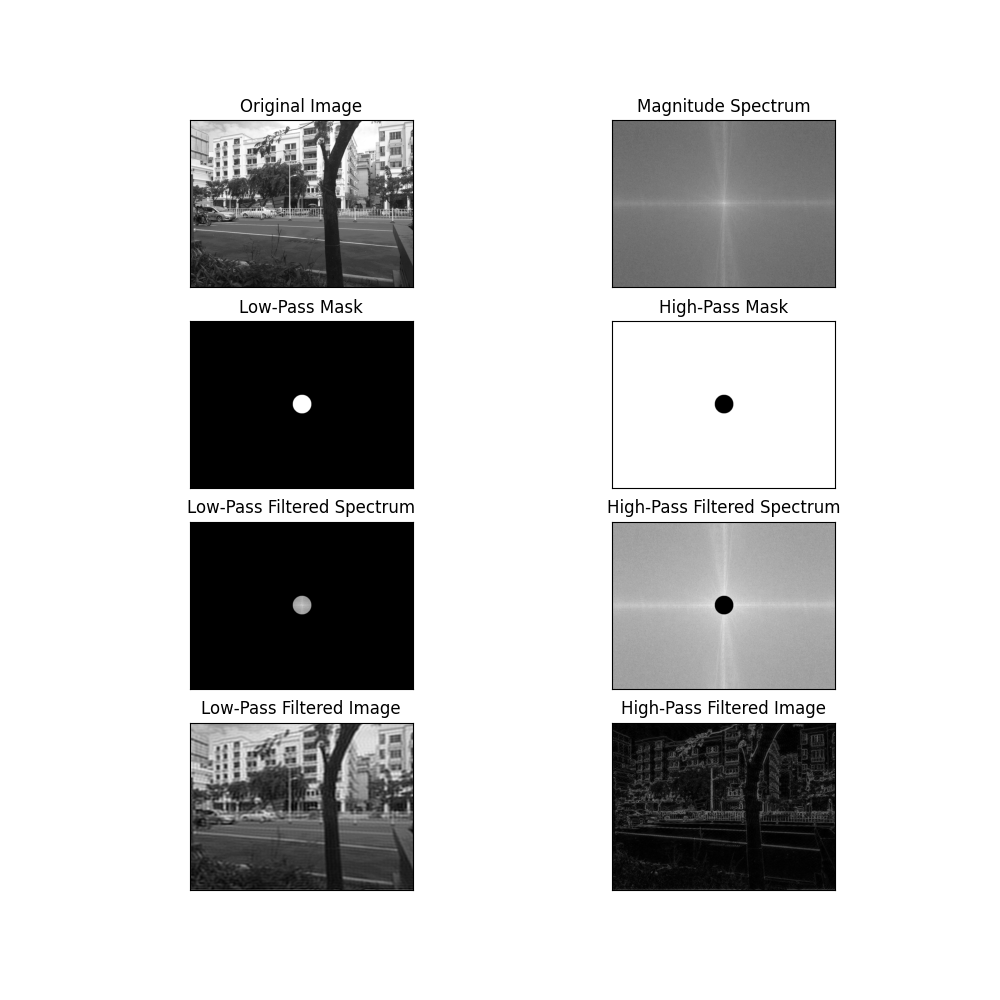 Original Image
Magnitude Spectrum
Low-Pass Mask
High-Pass Mask
Low-Pass Filtered Spectrum
High-Pass Filtered Spectrum
Low-Pass Filtered Image
High-Pass Filtered Image